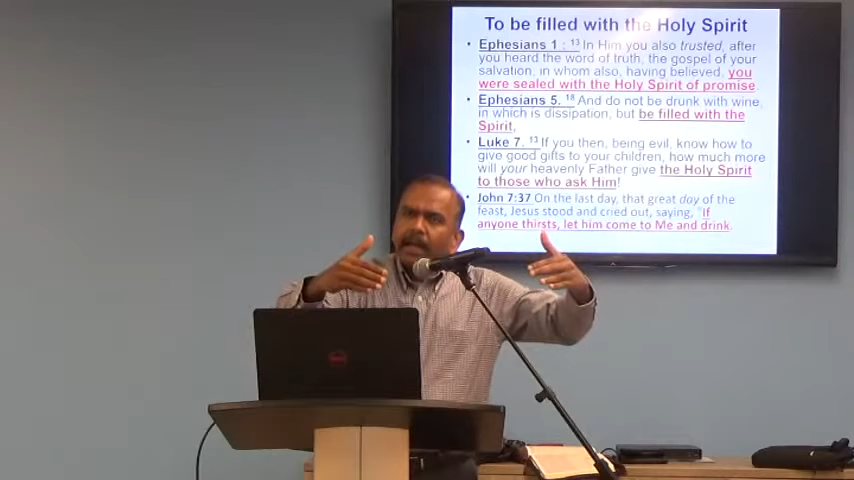 To be filled with the Holy Spirit
• Ephesians 1 : 13 In Him you also trusted, after
you heard the word of truth, the gospel of your
salvation; in whom also, having believed, you
were sealed with the Holy Spirit of promise,
• Ephesians 5. 18 And do not be drunk with wine,
in which is dissipation; but be filled with the
Spirit,
• Luke 7. 13 If you then, being evil, know how to
give good gifts to your children, how much more
will your heavenly Father give the Holy Spirit
to those who ask Him!
• John 7:37 On the last day, that great day of the
feast, Jesus stood and cried out, saying, "If
anyone thirsts, let him come to Me and drink.
DELL